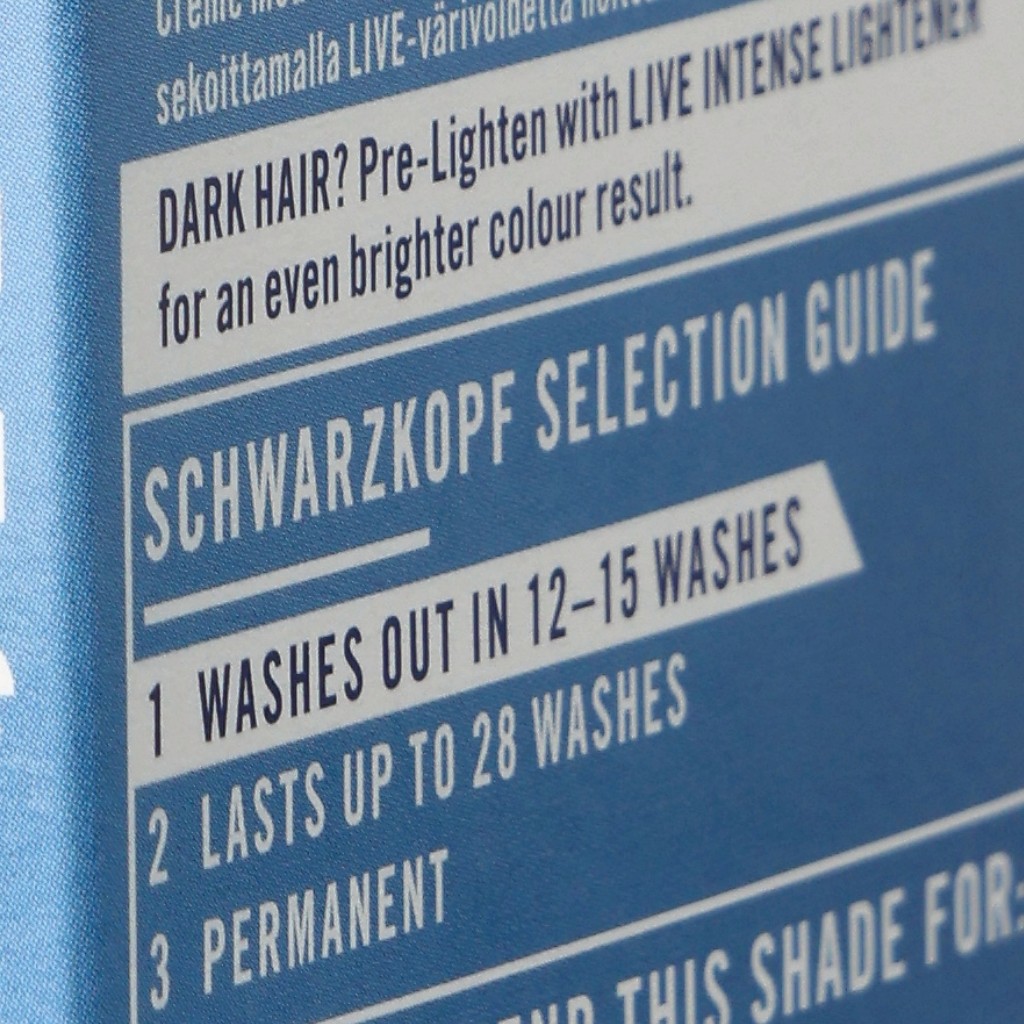 Creme
sekoittamalla LIVE-värivoidetta
DARK HAIR? Pre-Lighten with LIVE INTENSE LIGHTENER
for an even brighter colour result.
SCHWARZKOPF SELECTION GUIDE
1 WASHES OUT IN 12–15 WASHES
2 LASTS UP TO 28 WASHES
3 PERMANENT
THIS SHADE FOR: